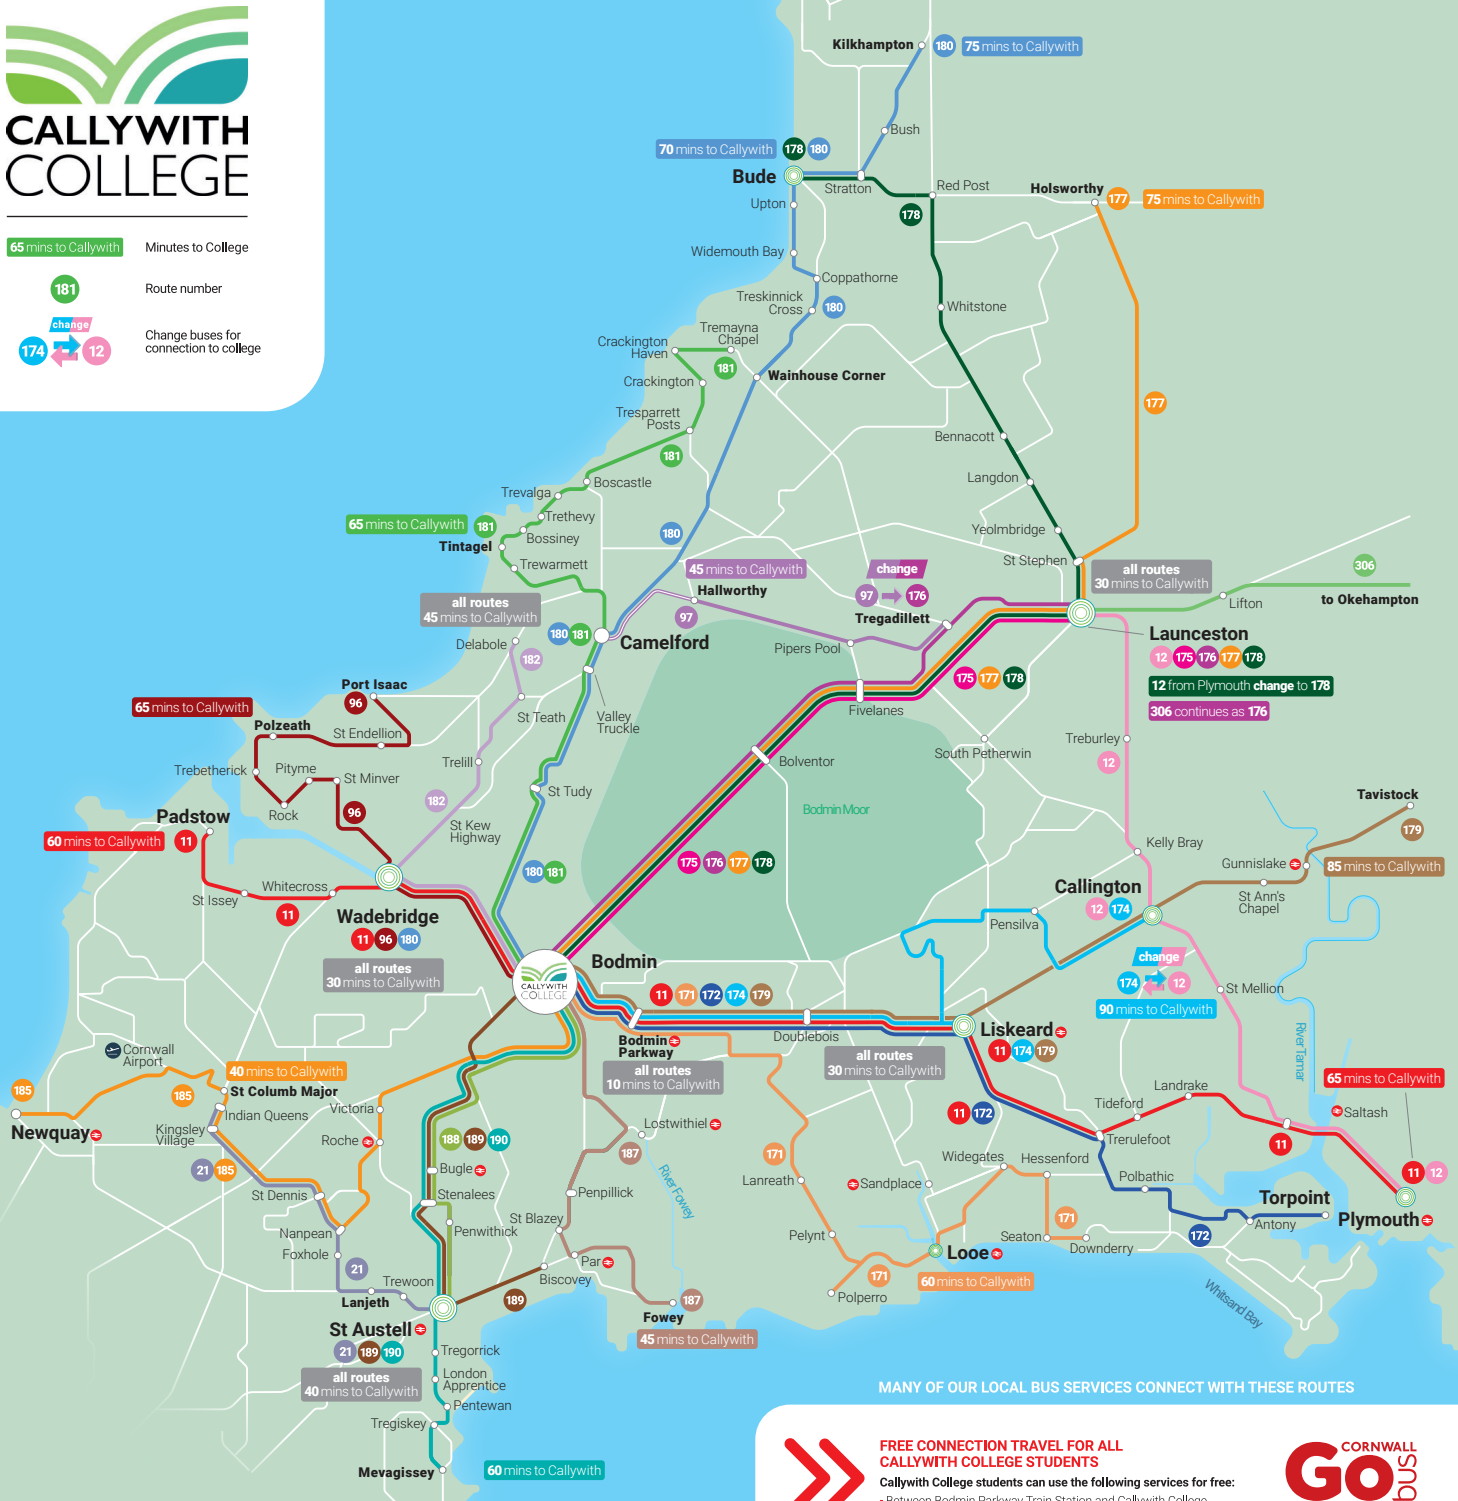 CALLYWITH
COLLEGE
65 mins to Callywith
Minutes to College
181
Route number
change
174
12
Change buses for
connection to college
Kilkhampton
180
75 mins to Callywith
Bush
70 mins to Callywith
178
180
Bude
Stratton
Red Post
Holsworthy
177
75 mins to Callywith
Upton
178
Widemouth Bay
Coppathorne
Treskinnick
Cross
180
Whitstone
Tremayna
Chapel
Crackington
Haven
181
Wainhouse Corner
Crackington
177
Tresparrett
Posts
Bennacott
181
Langdon
Boscastle
Trevalga
Trethevy
65 mins to Callywith
181
Bossiney
180
Yeolmbridge
Tintagel
Trewarmett
St Stephen
45 mins to Callywith
change
all routes
30 mins to Callywith
306
Hallworthy
97
176
all routes
45 mins to Callywith
97
Tregadillett
Lifton
to Okehampton
180
181
Camelford
Launceston
Delabole
182
Pipers Pool
12
175
176
177
178
Port Isaac
96
175
177
178
12 from Plymouth change to 178
65 mins to Callywith
St Teath
Valley
Truckle
Fivelanes
306 continues as 176
Polzeath
St Endellion
Treburley
South Petherwin
Trebetherick
Pityme
St Minver
Trelill
Bolventor
12
St Tudy
Tavistock
Rock
96
182
Bodmin Moor
Padstow
St Kew
Highway
179
60 mins to Callywith
11
Kelly Bray
175
176
177
178
Gunnislake
85 mins to Callywith
180
181
Whitecross
Callington
St Ann's
Chapel
St Issey
11
12
174
Wadebridge
Pensilva
11
96
180
change
all routes
30 mins to Callywith
Bodmin
CALLYWITH
COLLEGE
174
12
St Mellion
11
171
172
174
179
90 mins to Callywith
Liskeard
Doublebois
Bodmin
Parkway
River Tamar
11
174
179
Cornwall
Airport
all routes
30 mins to Callywith
40 mins to Callywith
all routes
10 mins to Callywith
65 mins to Callywith
185
185
St Columb Major
Landrake
Victoria
11
172
Tideford
Saltash
Indian Queens
Lostwithiel
Newquay
Kingsley
Village
Roche
188
189
190
Trerulefoot
11
187
171
Widegates
Hessenford
21
185
Bugle
River Fowey
Lanreath
Sandplace
Polbathic
11
12
St Dennis
Stenalees
Penpillick
Torpoint
Plymouth
St Blazey
171
Nanpean
Penwithick
Pelynt
Seaton
Antony
172
Downderry
Foxhole
Par
Looe
21
Trewoon
Biscovey
171
60 mins to Callywith
Lanjeth
189
187
Polperro
Whitsand Bay
St Austell
Fowey
21
189
190
Tregorrick
45 mins to Callywith
all routes
40 mins to Callywith
London
Apprentice
MANY OF OUR LOCAL BUS SERVICES CONNECT WITH THESE ROUTES
Pentewan
Tregiskey
FREE CONNECTION TRAVEL FOR ALL
CALLYWITH COLLEGE STUDENTS
CORNWALL
Go
bus
Mevagissey
60 mins to Callywith
Callywith College students can use the following services for free:
- Between Bodmin Parkway Train Station and Callywith College